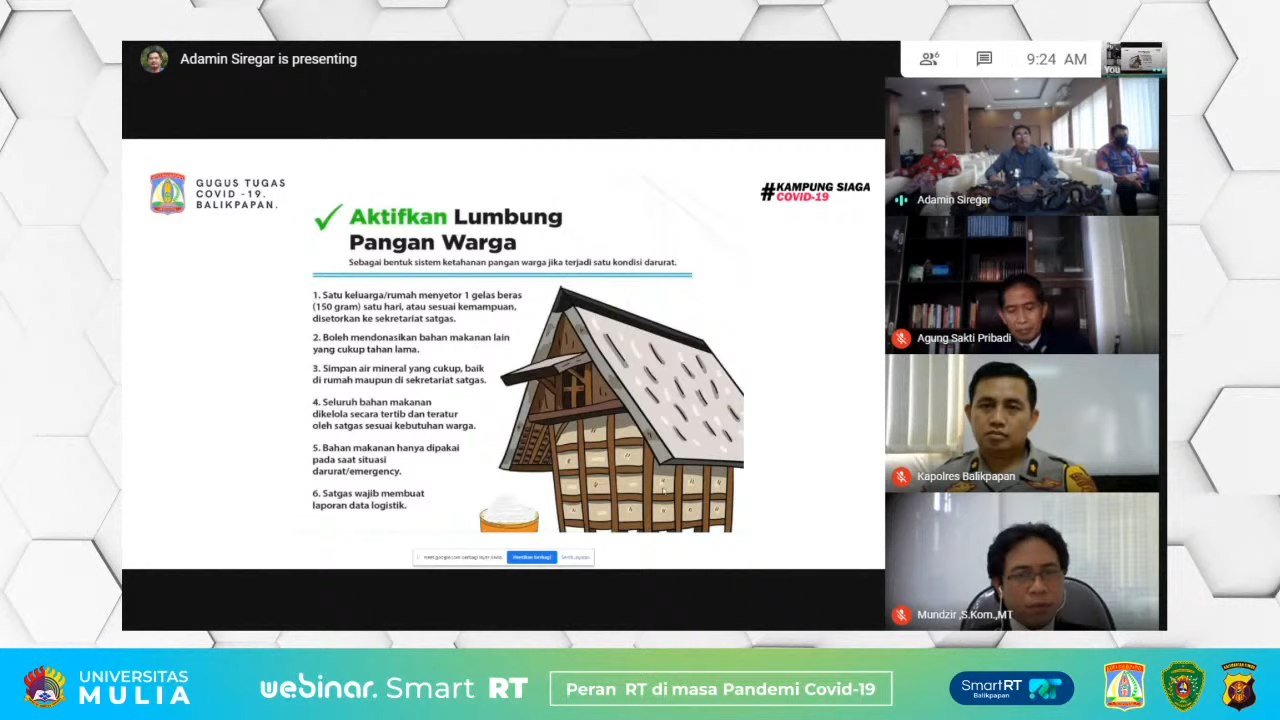 Adamin Siregar is presenting
6
9:24 AM
You
GUGUS TUGAS
COVID -19.
BALIKPAPAN.
#KAMPUNG SIAGA
COVID-19
Aktifkan Lumbung
Pangan Warga
Sebagai bentuk sistem ketahanan pangan warga jika terjadi satu kondisi darurat.
1. Satu keluarga/rumah menyetor 1 gelas beras
(150 gram) satu hari, atau sesuai kemampuan,
disetorkan ke sekretariat satgas.
2. Boleh mendonasikan bahan makanan lain
yang cukup tahan lama.
3. Simpan air mineral yang cukup, baik
di rumah maupun di sekretariat satgas.
4. Seluruh bahan makanan
dikelola secara tertib dan teratur
oleh satgas sesuai kebutuhan warga.
5. Bahan makanan hanya dipakai
pada saat situasi
darurat/emergency.
6. Satgas wajib membuat
laporan data logistik.
Adamin Siregar
Agung Sakti Pribadi
Kapolres Balikpapan
Mundzir ,S.Kom.,MT
UNIVERSITAS
MULIA
webinar. Smart RT
Peran RT di masa Pandemi Covid-19
SmartRT
Balikpapan